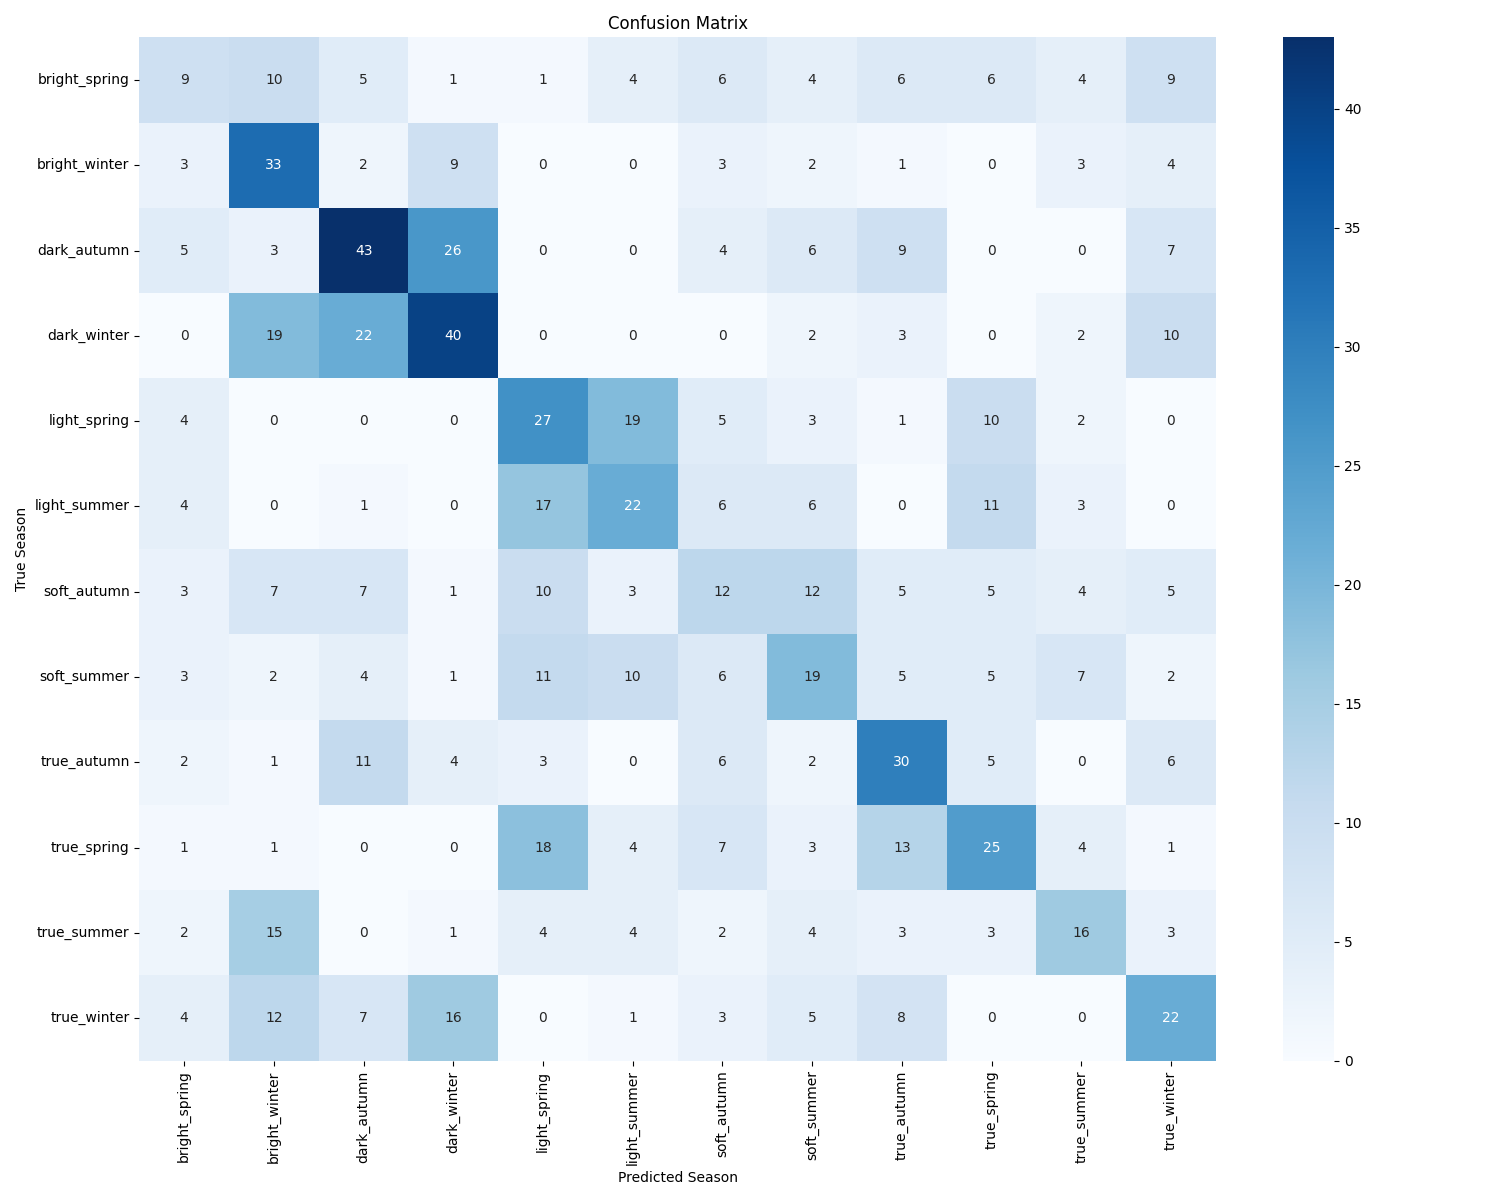 Confusion Matrix
bright_spring 9 10 5 1 1 4 6 4 6 6 4 9
bright_winter 3 33 2 9 0 0 3 2 1 0 3 4
dark_autumn 5 3 43 26 0 0 4 6 9 0 0 7
dark_winter 0 19 22 40 0 0 0 2 3 0 2 10
light_spring 4 0 0 0 27 19 5 3 1 10 2 0
light_summer 4 0 1 0 17 22 6 6 0 11 3 0
soft_autumn 3 7 7 1 10 3 12 12 5 5 4 5
soft_summer 3 2 4 1 11 10 6 19 5 5 7 2
true_autumn 2 1 11 4 3 0 6 2 30 5 0 6
true_spring 1 1 0 0 18 4 7 3 13 25 4 1
true_summer 2 15 0 1 4 4 2 4 3 3 16 3
true_winter 4 12 7 16 0 1 3 5 8 0 0 22
bright_spring bright_winter dark_autumn dark_winter light_spring light_summer soft_autumn soft_summer true_autumn true_spring true_summer true_winter
Predicted Season
True Season
40
35
30
25
20
15
10
5
0